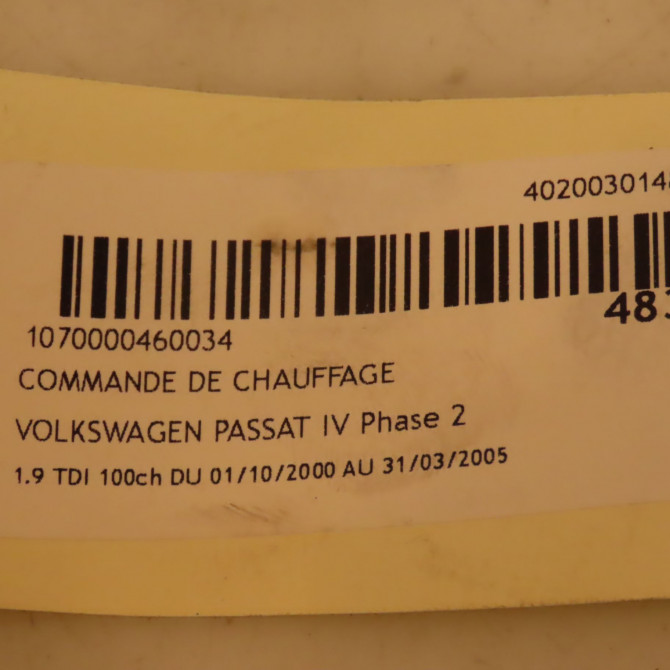 402003014
483
1070000460034
COMMANDE DE CHAUFFAGE
VOLKSWAGEN PASSAT IV Phase 2
1.9 TDI 100ch DU 01/10/2000 AU 31/03/2005